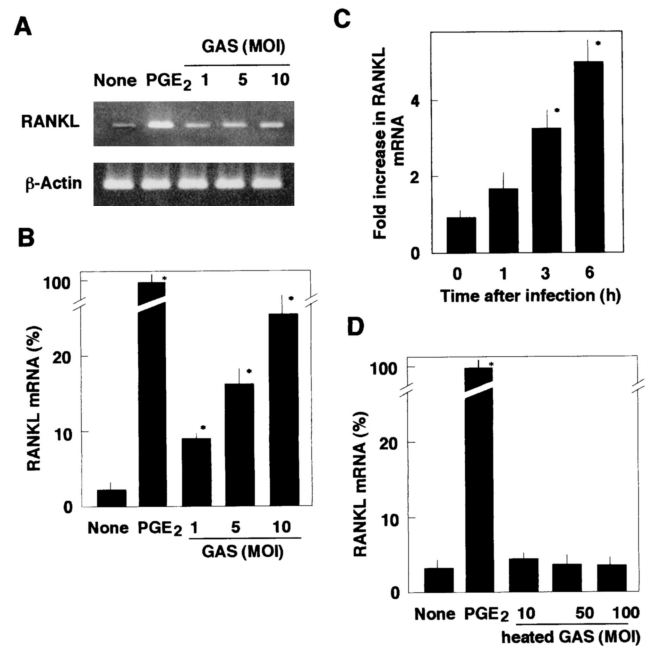 A
GAS (MOI)
None PGE2 1 5 10
RANKL
β-Actin
B
RANKL mRNA (%)
100
20
10
0
*
*
*
*
None PGE2 1 5 10
GAS (MOI)
C
Fold increase in RANKL
mRNA
4
2
0
*
*
0 1 3 6
Time after infection (h)
D
RANKL mRNA (%)
100
20
10
0
*
None PGE2 10 50 100
heated GAS (MOI)